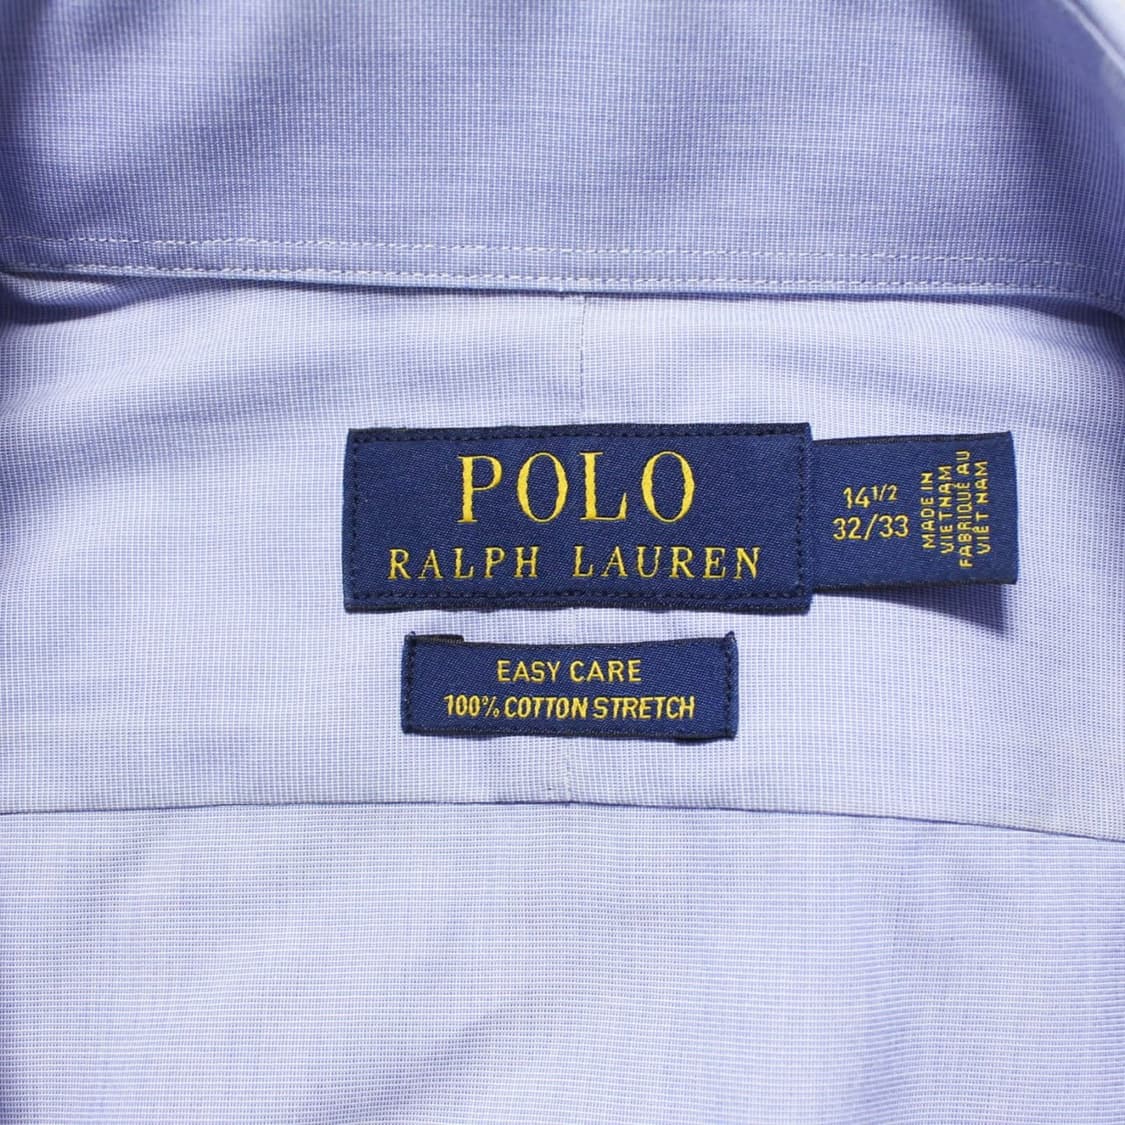 POLO
RALPH LAUREN
14 1/2
32/33
MADE IN
VIETNAM
FABRIQUÉ AU
VIÊT NAM
EASY CARE
100% COTTON STRETCH